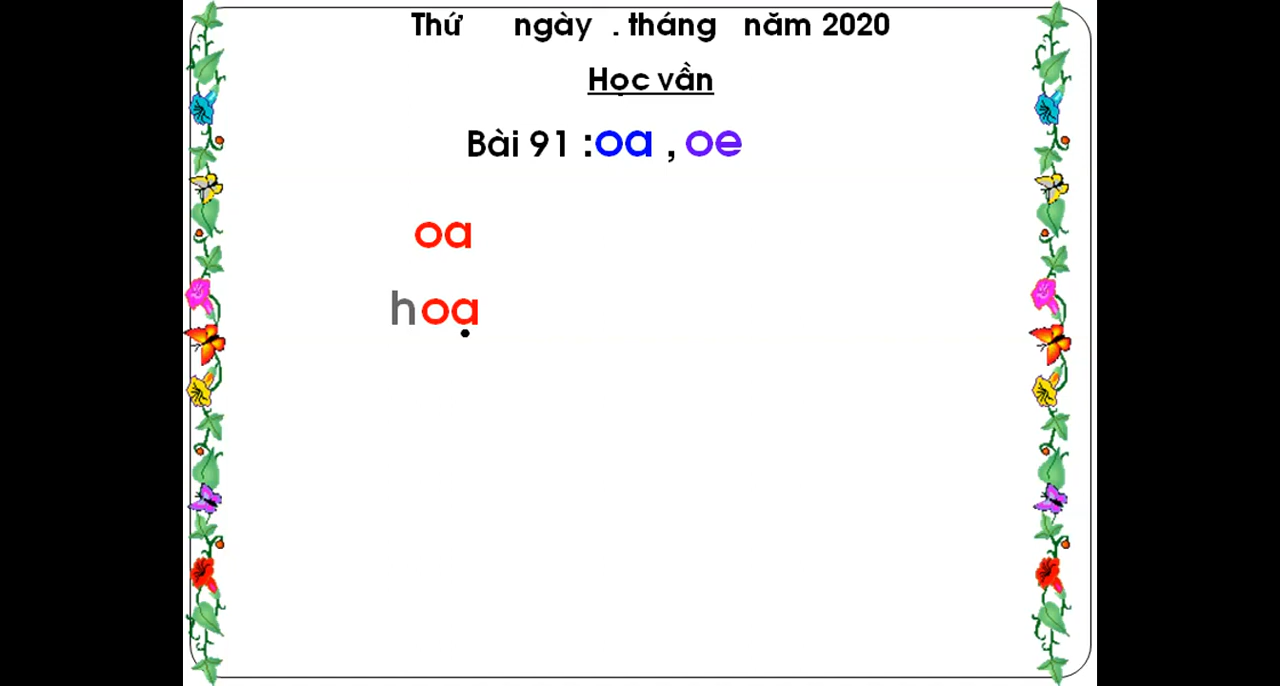 Thứ ngày . tháng năm 2020
Học vần
Bài 91 :oa , oe
oa
hoạ